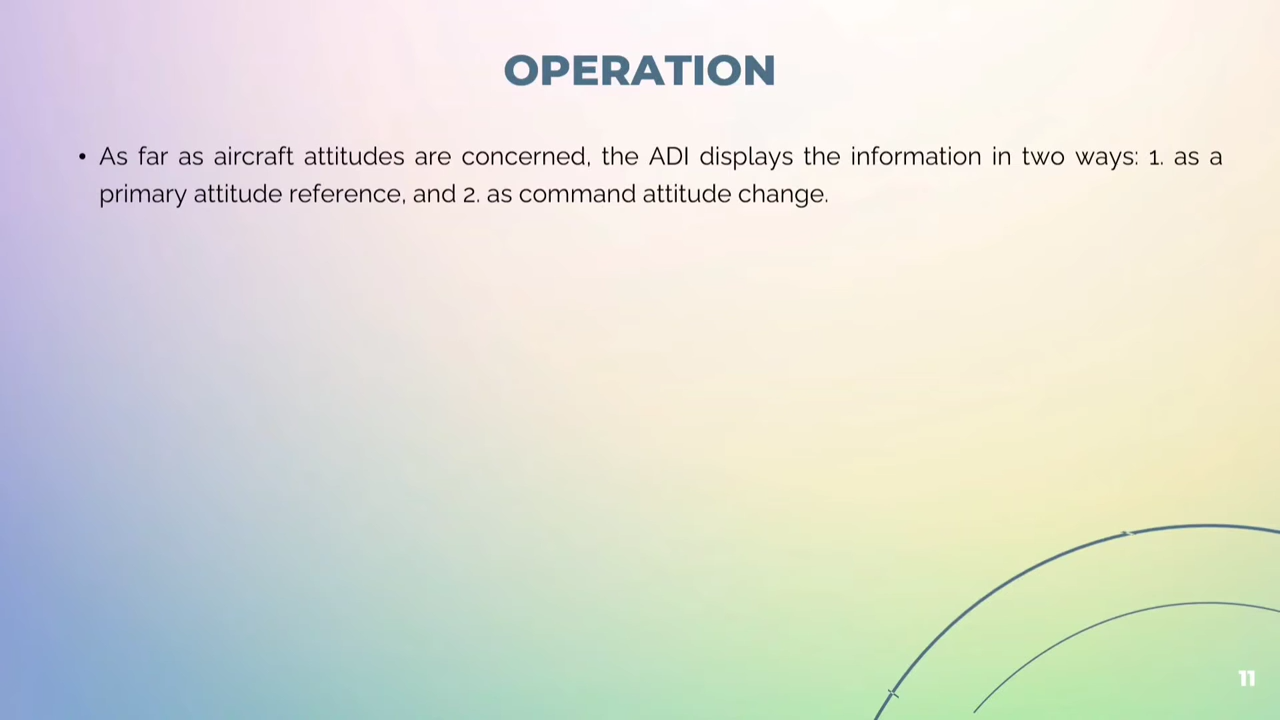 OPERATION
• As far as aircraft attitudes are concerned, the ADI displays the information in two ways: 1. as a
primary attitude reference, and 2. as command attitude change.
11